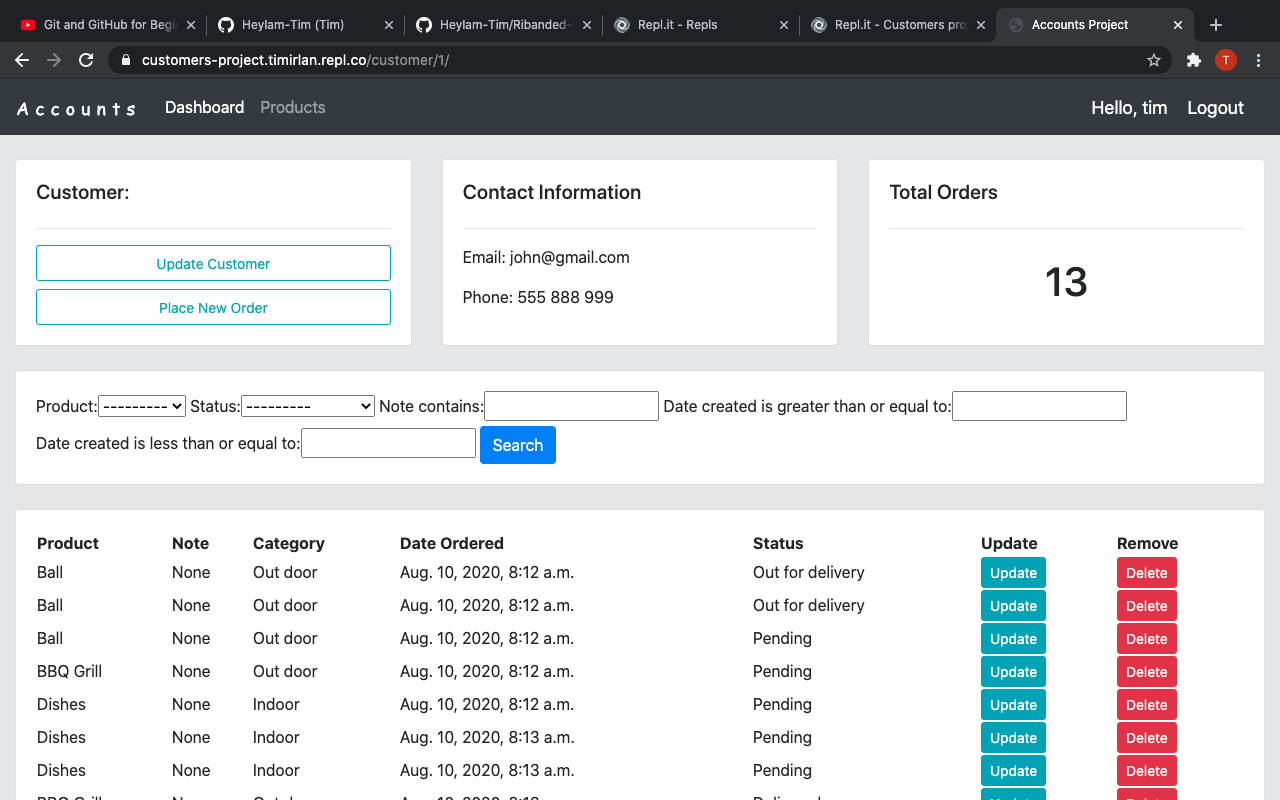 Git and GitHub for Begi
Heylam-Tim (Tim)
Heylam-Tim/Ribanded-
Repl.it - Repls
Repl.it - Customers pro
Accounts Project
customers-project.timirlan.repl.co/customer/1/
T
Accounts Dashboard Products Hello, tim Logout
Customer:
Update Customer
Place New Order
Contact Information
Email: john@gmail.com
Phone: 555 888 999
Total Orders
13
Product: --------- Status: --------- Note contains: Date created is greater than or equal to:
Date created is less than or equal to: Search
Product Note Category Date Ordered Status Update Remove
Ball None Out door Aug. 10, 2020, 8:12 a.m. Out for delivery Update Delete
Ball None Out door Aug. 10, 2020, 8:12 a.m. Out for delivery Update Delete
Ball None Out door Aug. 10, 2020, 8:12 a.m. Pending Update Delete
BBQ Grill None Out door Aug. 10, 2020, 8:12 a.m. Pending Update Delete
Dishes None Indoor Aug. 10, 2020, 8:12 a.m. Pending Update Delete
Dishes None Indoor Aug. 10, 2020, 8:13 a.m. Pending Update Delete
Dishes None Indoor Aug. 10, 2020, 8:13 a.m. Pending Update Delete